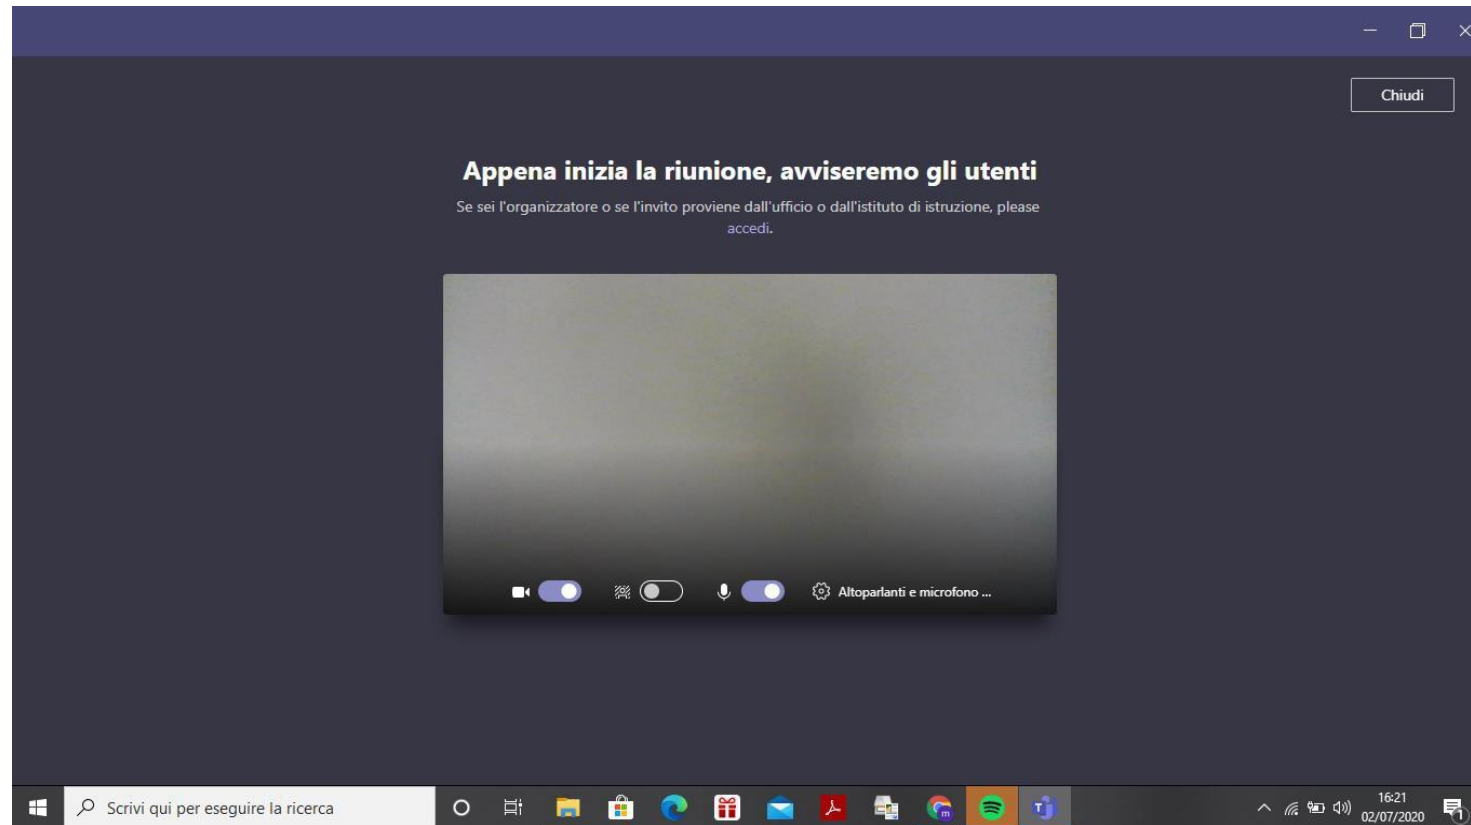 Chiudi
Appena inizia la riunione, avviseremo gli utenti
Se sei l'organizzatore o se l'invito proviene dall'ufficio o dall'istituto di istruzione, please
accedi.
Altoparlanti e microfono ...
Scrivi qui per eseguire la ricerca
16:21
02/07/2020
1